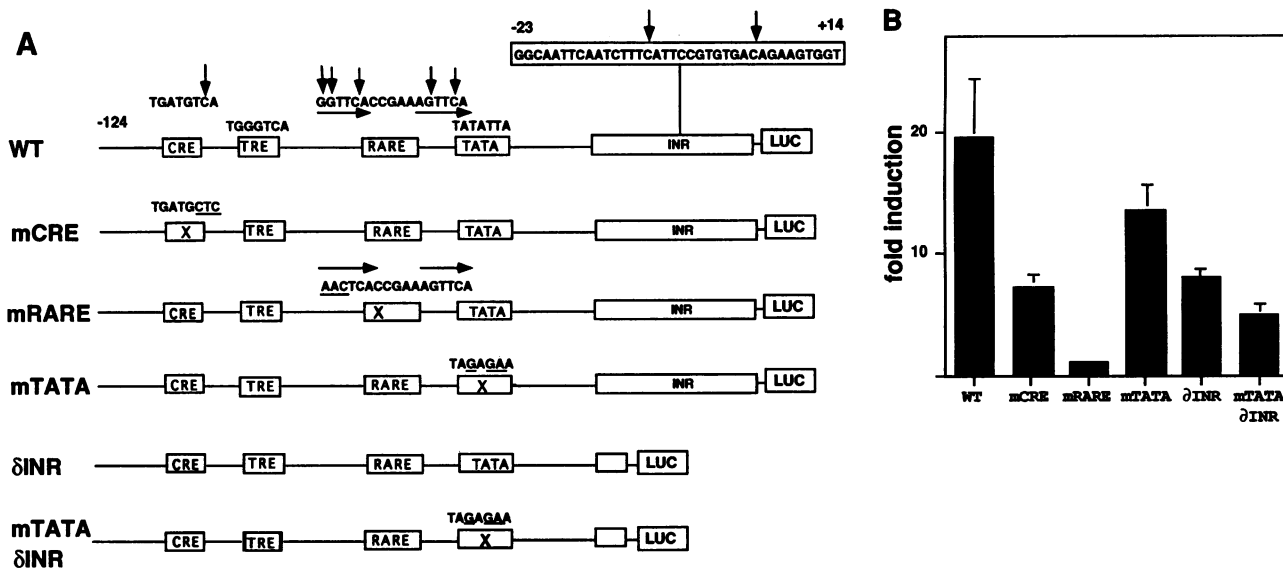 A
-23 +14
GGCAATTCAATCTTTCATTCCGTGTGACAGAAGTGGT
TGATGTCA GGTTCACCGAAAGTTCA
-124 TGGGTCA TATATTA
WT CRE TRE RARE TATA INR LUC
TGATGCTC
mCRE X TRE RARE TATA INR LUC
AACTCACCGAAAGTTCA
mRARE CRE TRE X TATA INR LUC
TAGAGAA
mTATA CRE TRE RARE X INR LUC
δINR CRE TRE RARE TATA LUC
TAGAGAA
mTATA
δINR CRE TRE RARE X LUC
B
fold induction
20
10
WT mCRE mRARE mTATA ∂INR mTATA
∂INR